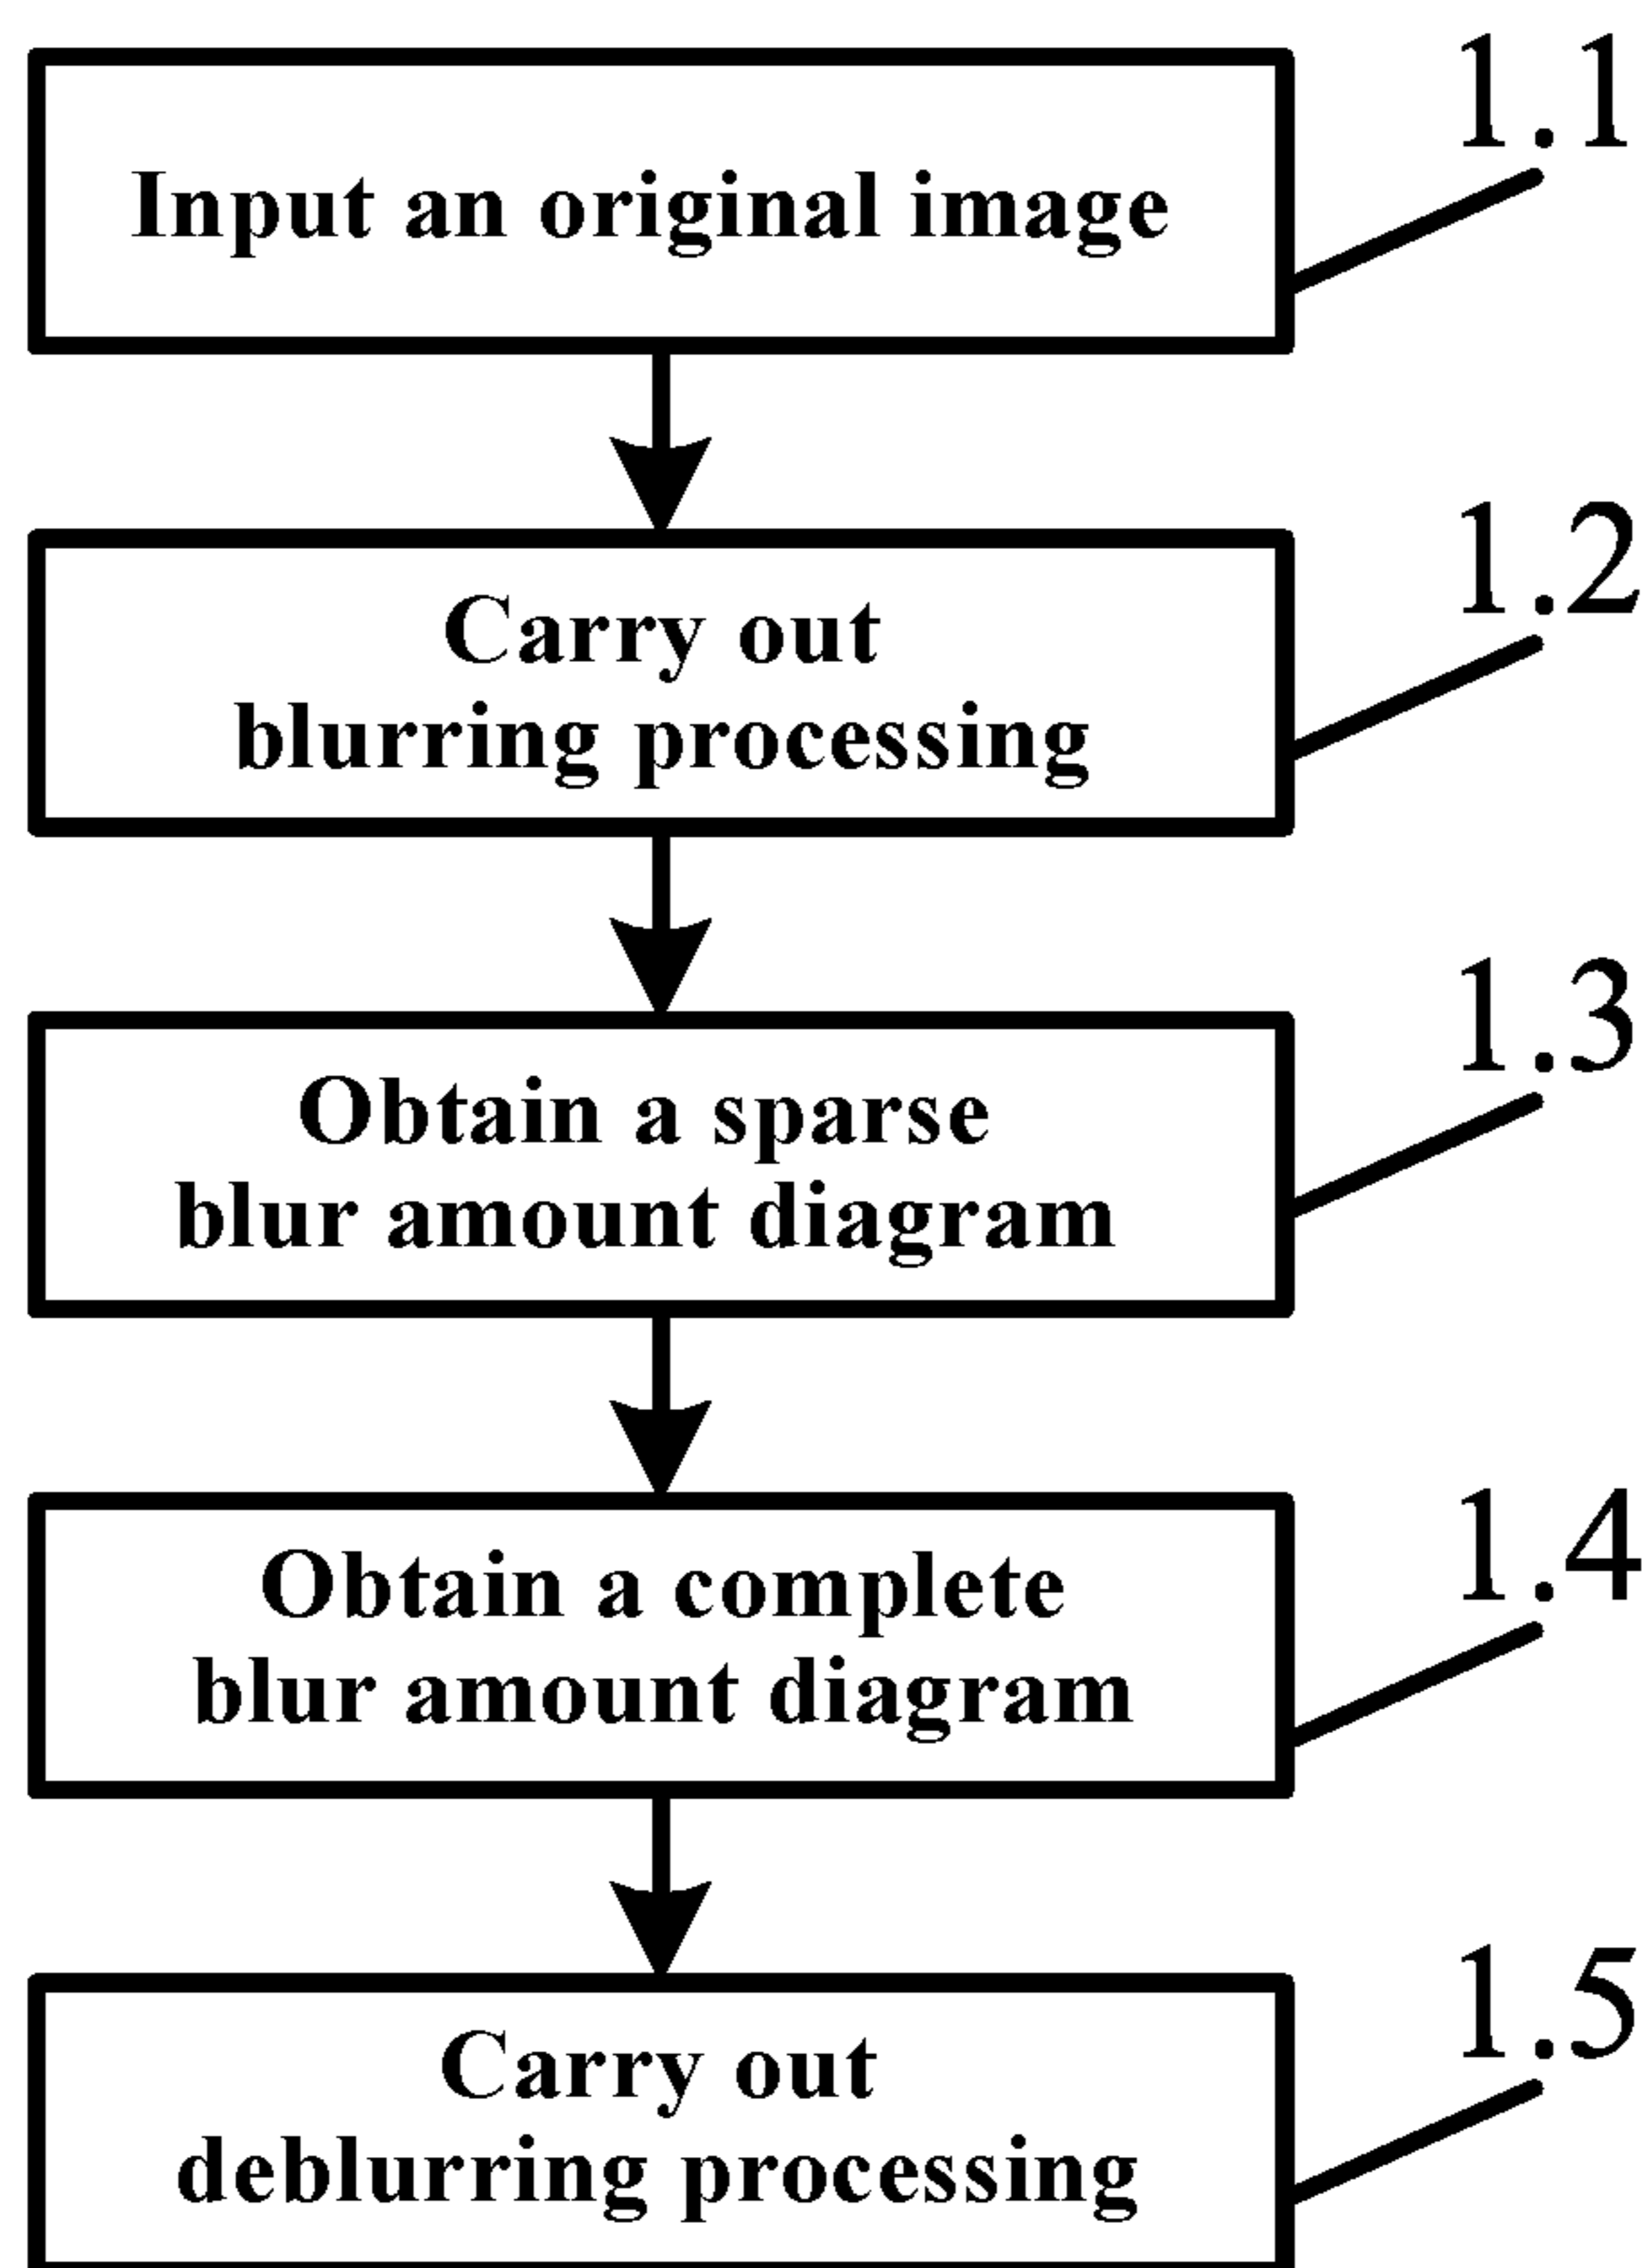 1.1
Input an original image
1.2
Carry out
blurring processing
1.3
Obtain a sparse
blur amount diagram
1.4
Obtain a complete
blur amount diagram
1.5
Carry out
deblurring processing